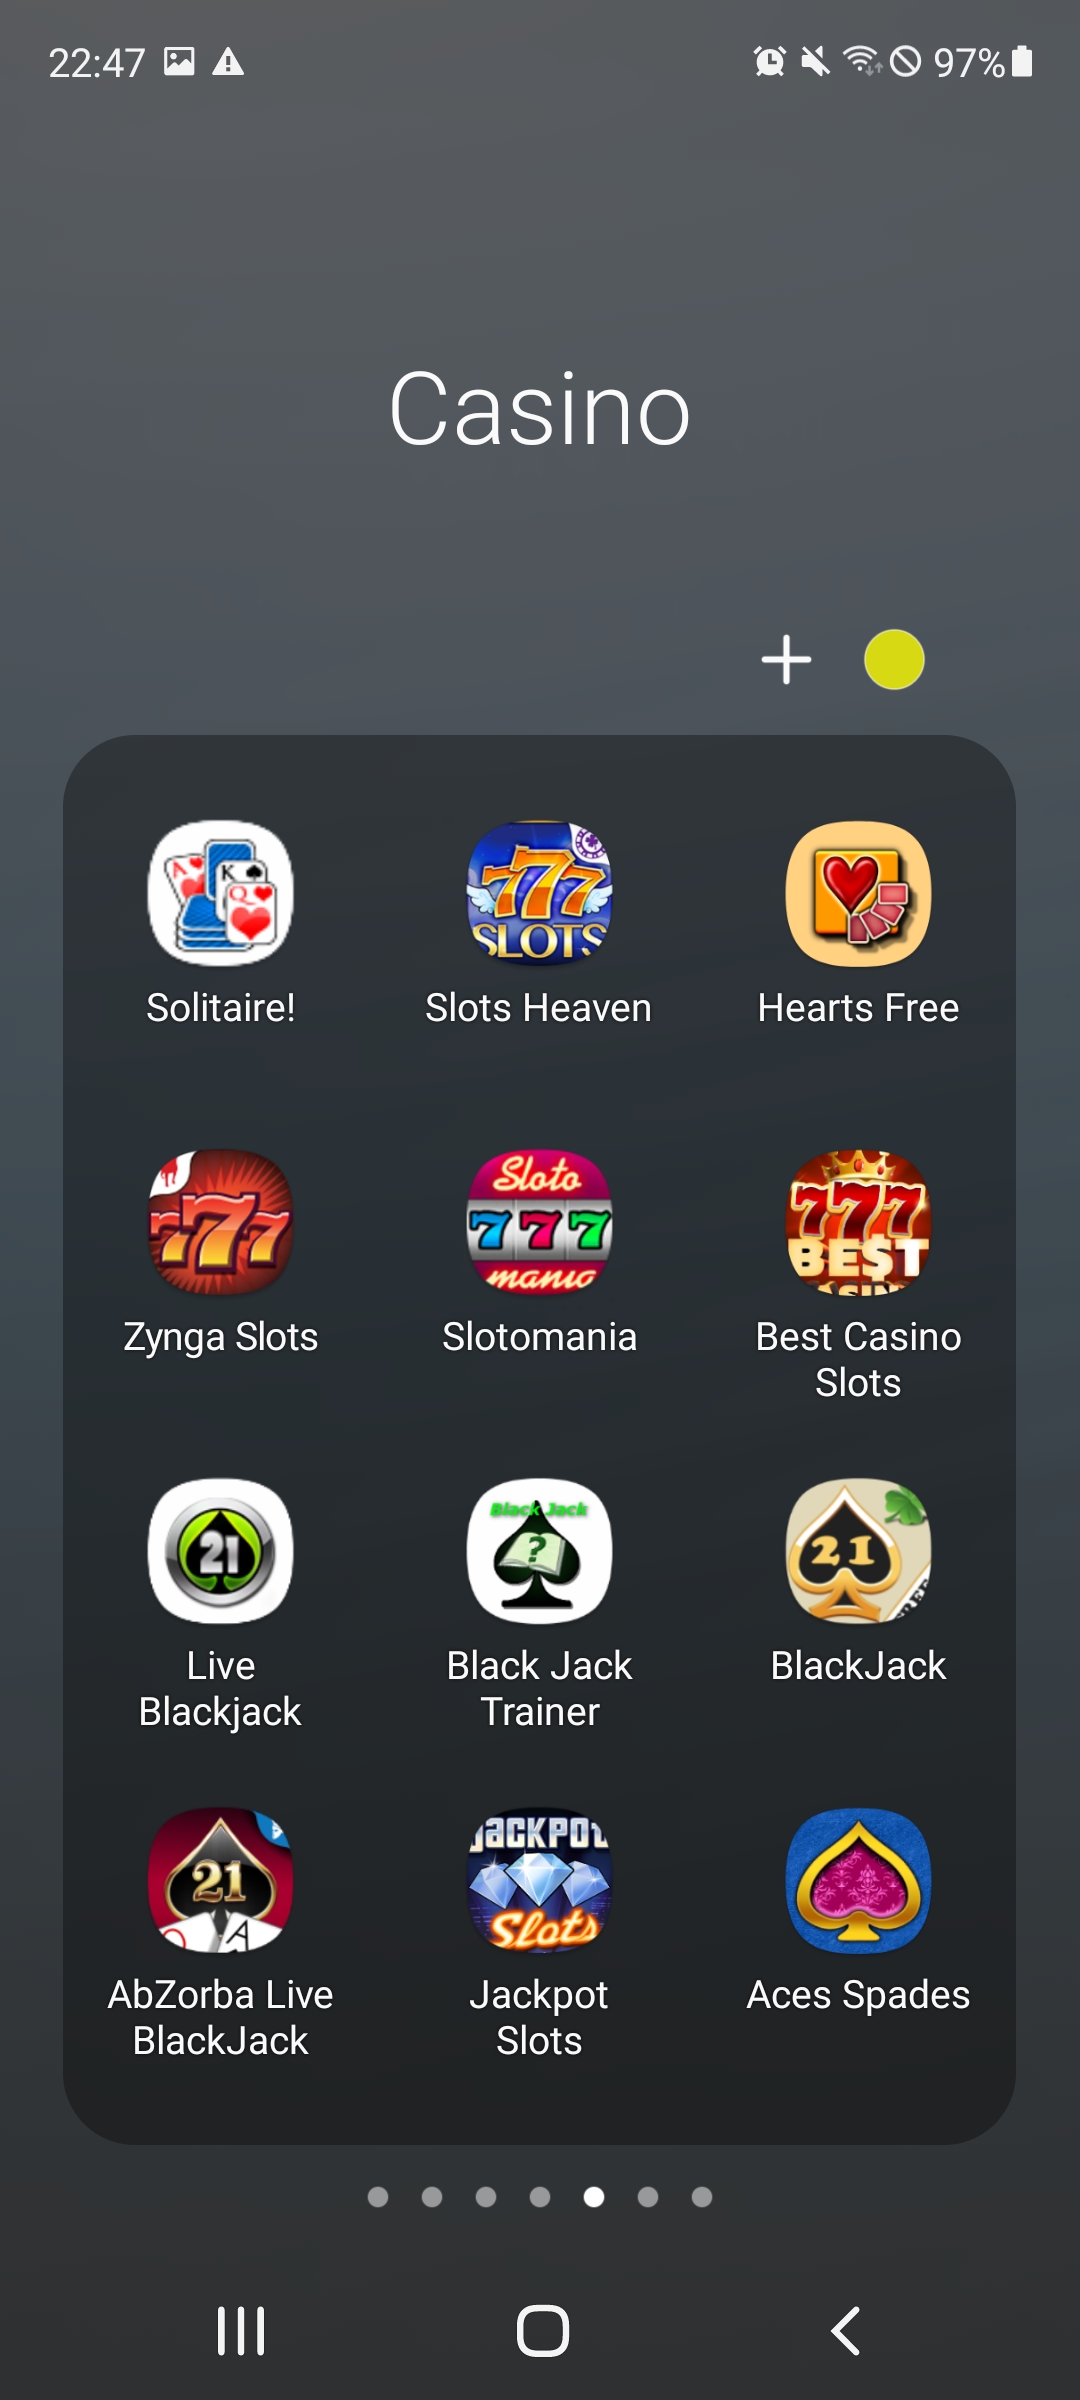 22:47 97%
Casino
A K Q
777 SLOTS
Solitaire! Slots Heaven Hearts Free
777
Sloto 777 mania
777 BE$T
Zynga Slots Slotomania Best Casino
Slots
21
Black Jack ?
21 FREE
Live Black Jack BlackJack
Blackjack Trainer
21 A
JACKPOT Slots
AbZorba Live Jackpot Aces Spades
BlackJack Slots